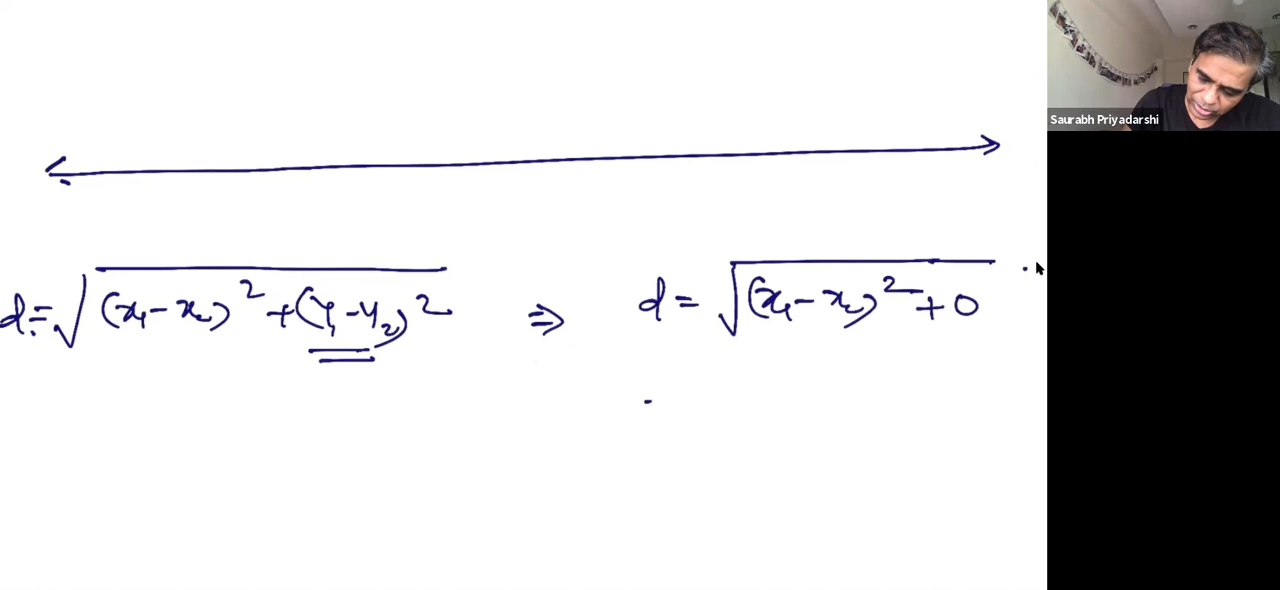 Saurabh Priyadarshi
d = √((x₁ - x₂)² + (y₁ - y₂)²) ⇒ d = √((x₁ - x₂)² + 0)